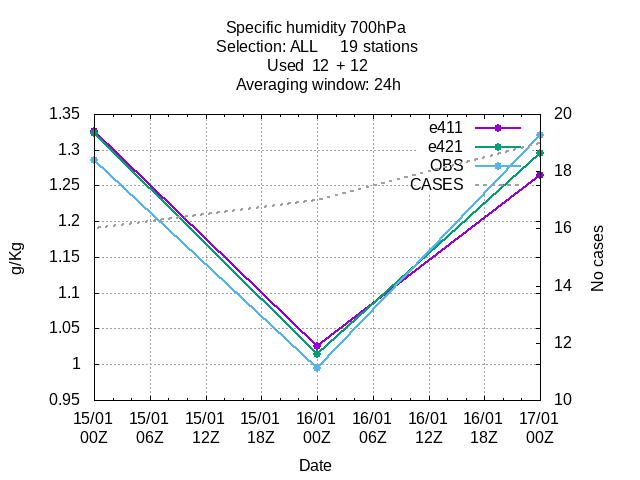 Specific humidity 700hPa
Selection: ALL 19 stations
Used 12 + 12
Averaging window: 24h
1.35
1.3
1.25
1.2
1.15
1.1
1.05
1
0.95
g/Kg
20
18
16
14
12
10
No cases
e411
e421
OBS
CASES
15/01 15/01 15/01 15/01 16/01 16/01 16/01 16/01 17/01
00Z 06Z 12Z 18Z 00Z 06Z 12Z 18Z 00Z
Date